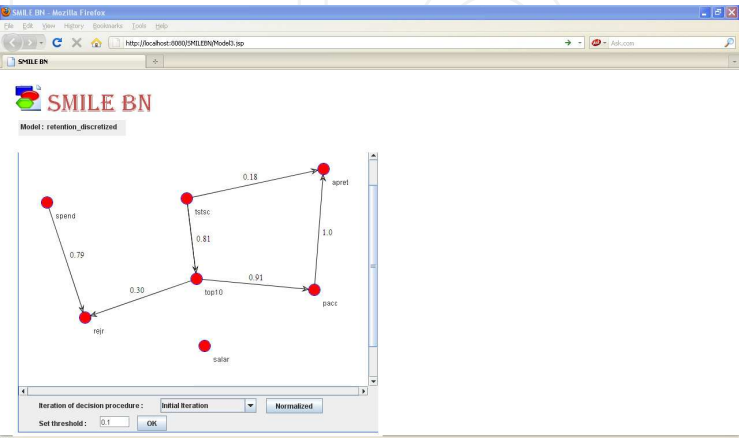 SMILE BN - Mozilla Firefox
File Edit View History Bookmarks Tools Help
http://localhost:8080/SMILEBN/Model3.jsp
Ask.com
SMILE BN
SMILE BN
Model : retention_discretized
0.18
apret
spend
tstsc
0.81
1.0
0.79
0.91
0.30
top10
pacc
rejr
salar
Iteration of decision procedure :
Initial Iteration
Normalized
Set threshold :
0.1
OK